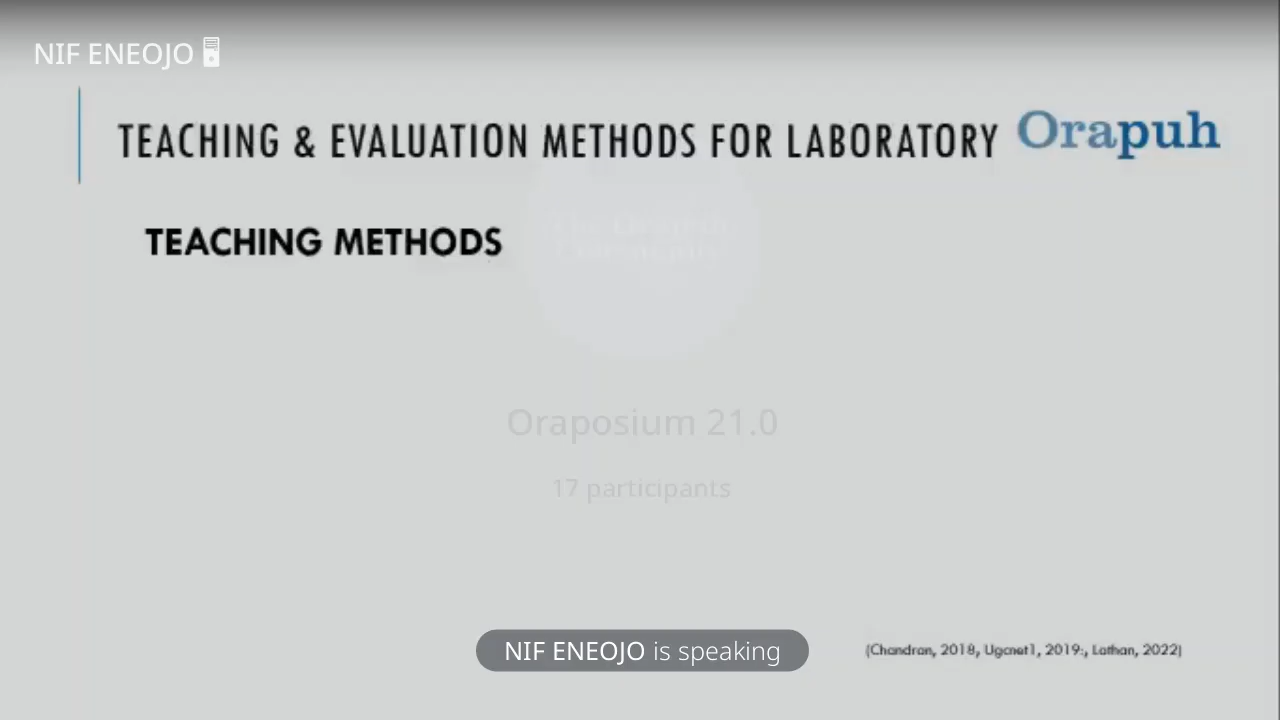 NIF ENEOJO
TEACHING & EVALUATION METHODS FOR LABORATORY
Orapuh
TEACHING METHODS
Oraposium 21.0
17 participants
NIF ENEOJO is speaking
(Chandran, 2018, Ugcnet1, 2019:, Lathan, 2022)